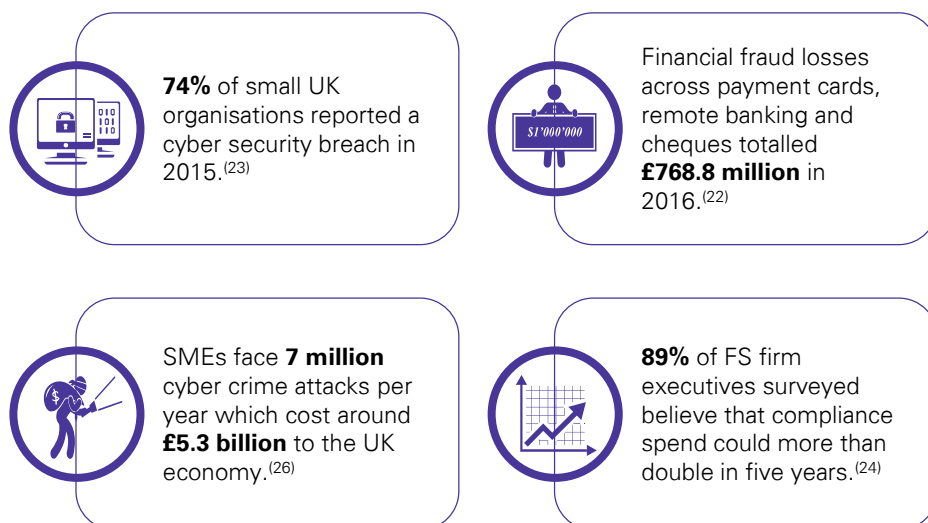 74% of small UK
organisations reported a
cyber security breach in
2015.(23)
Financial fraud losses
across payment cards,
remote banking and
cheques totalled
£768.8 million in
2016.(22)
$1'000'000
SMEs face 7 million
cyber crime attacks per
year which cost around
£5.3 billion to the UK
economy.(26)
$
89% of FS firm
executives surveyed
believe that compliance
spend could more than
double in five years.(24)